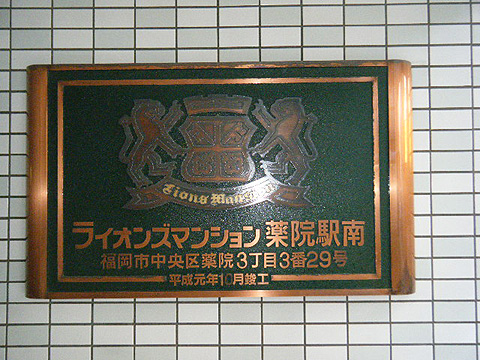 Lions Mansion
ライオンズマンション薬院駅南
福岡市中央区薬院3丁目3番29号
平成元年10月竣工